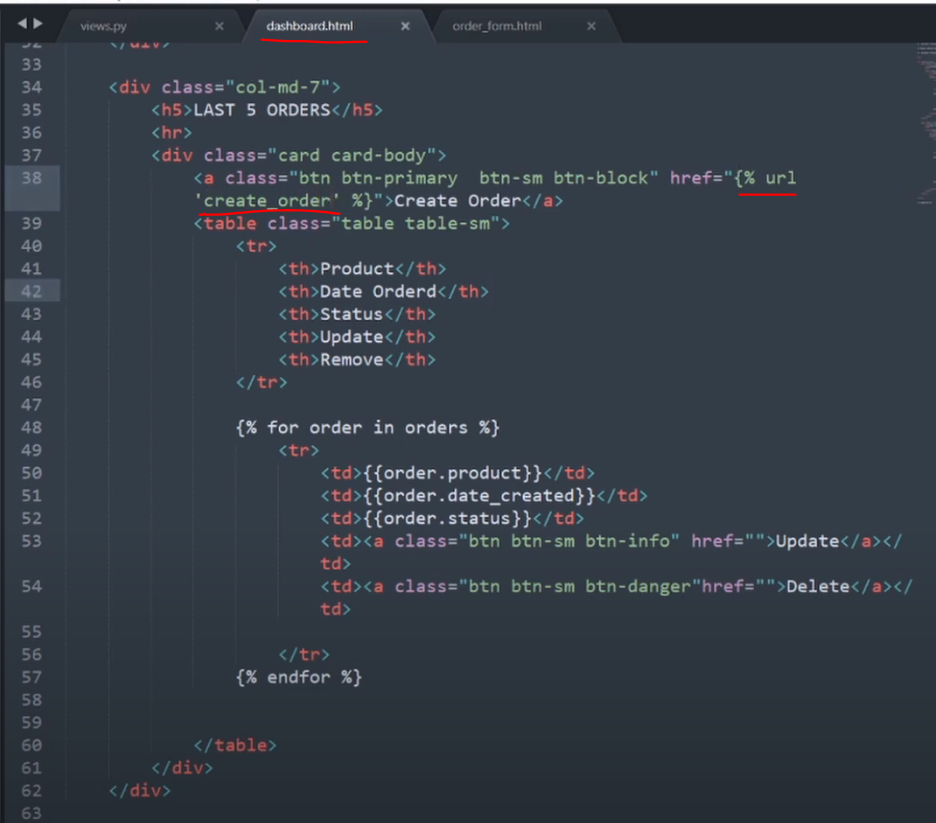 views.py × dashboard.html × order_form.html ×
32 </div>
33
34 <div class="col-md-7">
35 <h5>LAST 5 ORDERS</h5>
36 <hr>
37 <div class="card card-body">
38 <a class="btn btn-primary  btn-sm btn-block" href="{% url
'create_order' %}">Create Order</a>
39 <table class="table table-sm">
40 <tr>
41 <th>Product</th>
42 <th>Date Orderd</th>
43 <th>Status</th>
44 <th>Update</th>
45 <th>Remove</th>
46 </tr>
47
48 {% for order in orders %}
49 <tr>
50 <td>{{order.product}}</td>
51 <td>{{order.date_created}}</td>
52 <td>{{order.status}}</td>
53 <td><a class="btn btn-sm btn-info" href="">Update</a></
td>
54 <td><a class="btn btn-sm btn-danger"href="">Delete</a></
td>
55
56 </tr>
57 {% endfor %}
58
59
60 </table>
61 </div>
62 </div>
63